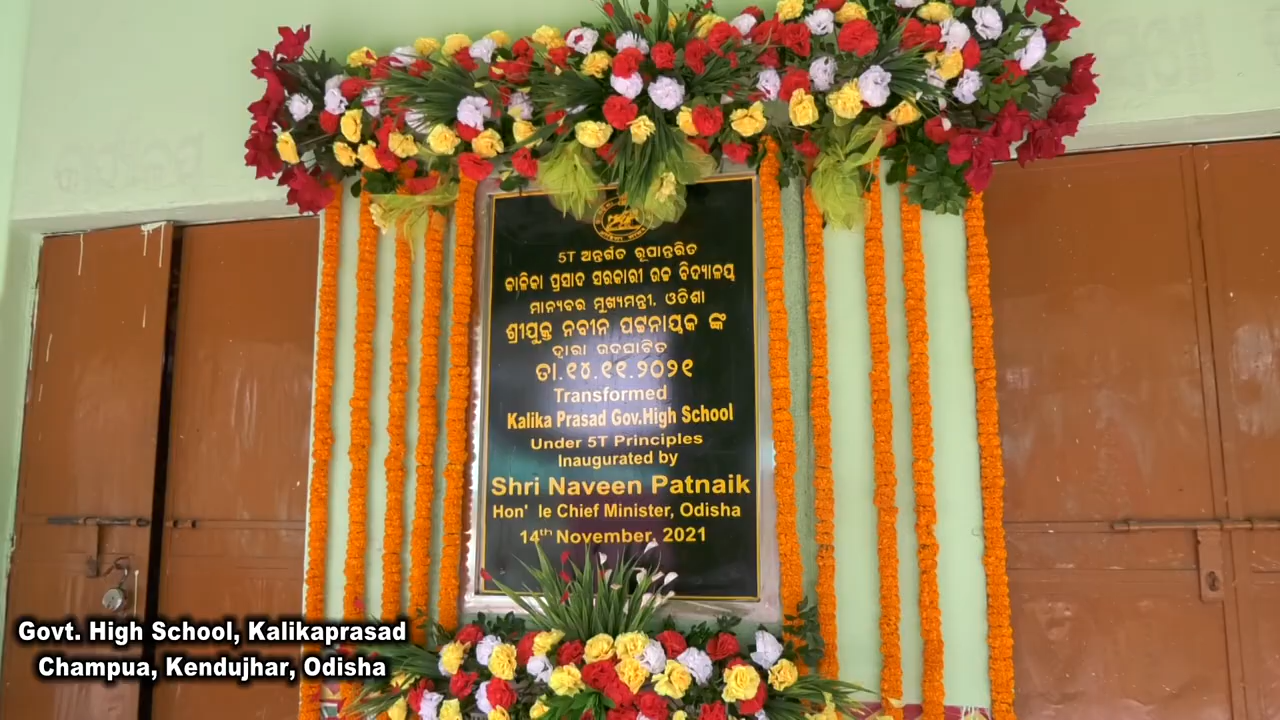 5T ଅନ୍ତର୍ଗତ ରୂପାନ୍ତରିତ
କାଳିକା ପ୍ରସାଦ ସରକାରୀ ଉଚ୍ଚ ବିଦ୍ୟାଳୟ
ମାନ୍ୟବର ମୁଖ୍ୟମନ୍ତ୍ରୀ, ଓଡିଶା
ଶ୍ରୀଯୁକ୍ତ ନବୀନ ପଟ୍ଟନାୟକ ଙ୍କ
ଦ୍ୱାରା ଉଦଘାଟିତ
ତା.୧୪.୧୧.୨୦୨୧
Transformed
Kalika Prasad Gov.High School
Under 5T Principles
Inaugurated by
Shri Naveen Patnaik
Hon' le Chief Minister, Odisha
14th November, 2021
Govt. High School, Kalikaprasad
Champua, Kendujhar, Odisha